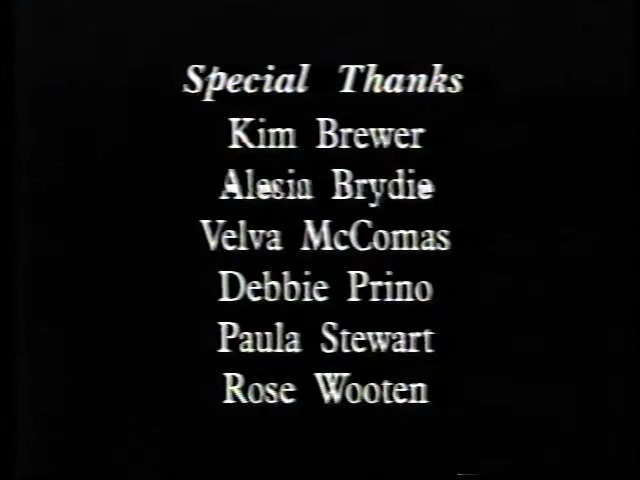 Special Thanks
Kim Brewer
Alesia Brydie
Velva McComas
Debbie Prino
Paula Stewart
Rose Wooten